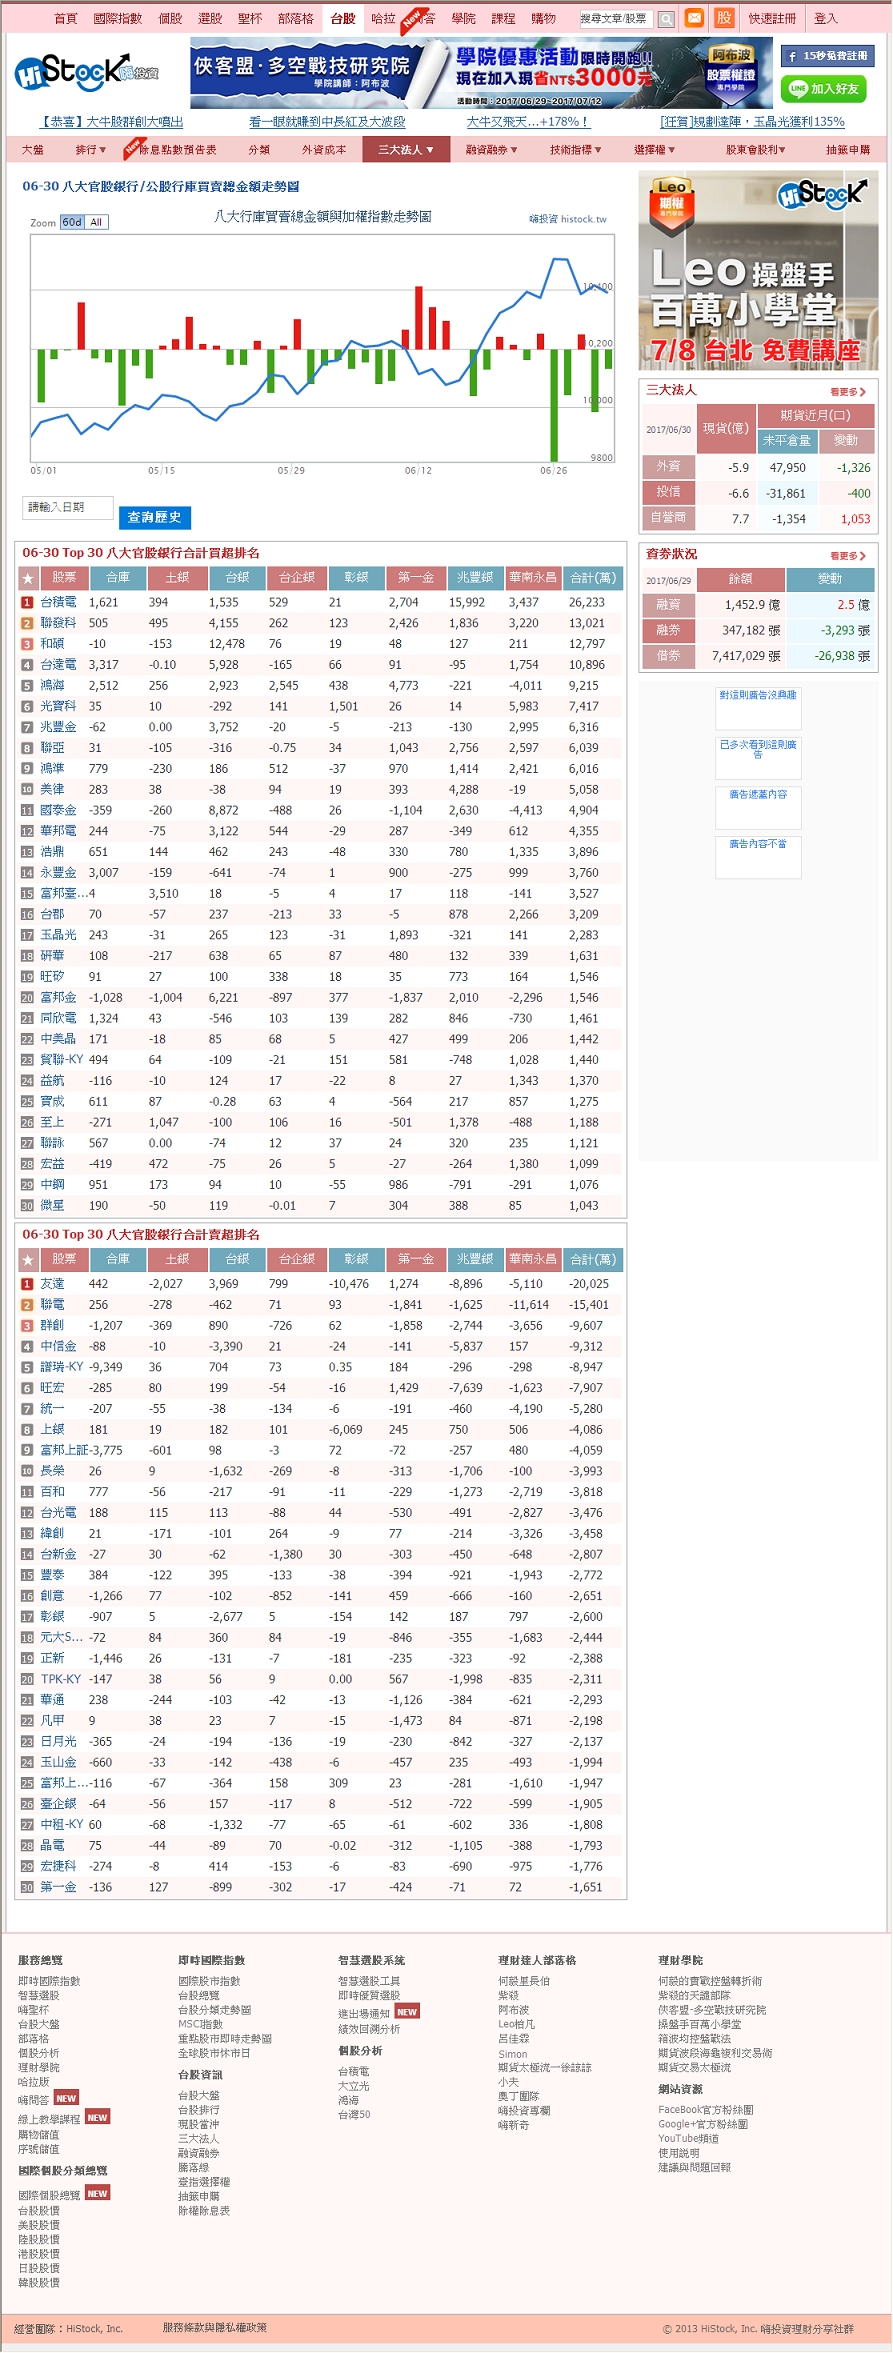 首頁 國際指數 個股 選股 聖杯 部落格 台股 哈拉 New 答 學院 課程 購物 搜尋文章/股票 股 快速註冊 登入
HiStock 嗨投資
俠客盟．多空戰技研究院 學院講師：阿布波
學院優惠活動限時開跑!!
現在加入現省NT$3000元
活動時間：2017/06/29~2017/07/12
阿布波 股票權證 專門學院
15秒免費註冊
LINE 加入好友
【恭喜】大牛股群創大噴出 看一眼就賺到中長紅及大波段 大牛又飛天...+178%！ [狂賀]規劃達陣，玉晶光獲利135%
大盤 排行▼ New 除息點數預告表 分類 外資成本 三大法人▼ 融資融券▼ 技術指標▼ 選擇權▼ 股東會股利▼ 抽籤申購
06-30 八大官股銀行/公股行庫買賣總金額走勢圖
八大行庫買賣總金額與加權指數走勢圖
Zoom 60d All
嗨投資 histock.tw
10,400
10,200
10,000
9800
05/01 05/15 05/29 06/12 06/26
請輸入日期 查詢歷史
06-30 Top 30 八大官股銀行合計買超排名
★ 股票 合庫 土銀 台銀 台企銀 彰銀 第一金 兆豐銀 華南永昌 合計(萬)
1 台積電 1,621 394 1,535 529 21 2,704 15,992 3,437 26,233
2 聯發科 505 495 4,155 262 123 2,426 1,836 3,220 13,021
3 和碩 -10 -153 12,478 76 19 48 127 211 12,797
4 台達電 3,317 -0.10 5,928 -165 66 91 -95 1,754 10,896
5 鴻海 2,512 256 2,923 2,545 438 4,773 -221 -4,011 9,215
6 光寶科 35 10 -292 141 1,501 26 14 5,983 7,417
7 兆豐金 -62 0.00 3,752 -20 -5 -213 -130 2,995 6,316
8 聯亞 31 -105 -316 -0.75 34 1,043 2,756 2,597 6,039
9 鴻準 779 -230 186 512 -37 970 1,414 2,421 6,016
10 美律 283 38 -38 94 19 393 4,288 -19 5,058
11 國泰金 -359 -260 8,872 -488 26 -1,104 2,630 -4,413 4,904
12 華邦電 244 -75 3,122 544 -29 287 -349 612 4,355
13 浩鼎 651 144 462 243 -48 330 780 1,335 3,896
14 永豐金 3,007 -159 -641 -74 1 900 -275 999 3,760
15 富邦臺... 4 3,510 18 -5 4 17 118 -141 3,527
16 台郡 70 -57 237 -213 33 -5 878 2,266 3,209
17 玉晶光 243 -31 265 123 -31 1,893 -321 141 2,283
18 研華 108 -217 638 65 87 480 132 339 1,631
19 旺矽 91 27 100 338 18 35 773 164 1,546
20 富邦金 -1,028 -1,004 6,221 -897 377 -1,837 2,010 -2,296 1,546
21 同欣電 1,324 43 -546 103 139 282 846 -730 1,461
22 中美晶 171 -18 85 68 5 427 499 206 1,442
23 貿聯-KY 494 64 -109 -21 151 581 -748 1,028 1,440
24 益航 -116 -10 124 17 -22 8 27 1,343 1,370
25 寶成 611 87 -0.28 63 4 -564 217 857 1,275
26 至上 -271 1,047 -100 106 16 -501 1,378 -488 1,188
27 聯詠 567 0.00 -74 12 37 24 320 235 1,121
28 宏益 -419 472 -75 26 5 -27 -264 1,380 1,099
29 中鋼 951 173 94 10 -55 986 -791 -291 1,076
30 微星 190 -50 119 -0.01 7 304 388 85 1,043
06-30 Top 30 八大官股銀行合計賣超排名
★ 股票 合庫 土銀 台銀 台企銀 彰銀 第一金 兆豐銀 華南永昌 合計(萬)
1 友達 442 -2,027 3,969 799 -10,476 1,274 -8,896 -5,110 -20,025
2 聯電 256 -278 -462 71 93 -1,841 -1,625 -11,614 -15,401
3 群創 -1,207 -369 890 -726 62 -1,858 -2,744 -3,656 -9,607
4 中信金 -88 -10 -3,390 21 -24 -141 -5,837 157 -9,312
5 譜瑞-KY -9,349 36 704 73 0.35 184 -296 -298 -8,947
6 旺宏 -285 80 199 -54 -16 1,429 -7,639 -1,623 -7,907
7 統一 -207 -55 -38 -134 -6 -191 -460 -4,190 -5,280
8 上銀 181 19 182 101 -6,069 245 750 506 -4,086
9 富邦上証 -3,775 -601 98 -3 72 -72 -257 480 -4,059
10 長榮 26 9 -1,632 -269 -8 -313 -1,706 -100 -3,993
11 百和 777 -56 -217 -91 -11 -229 -1,273 -2,719 -3,818
12 台光電 188 115 113 -88 44 -530 -491 -2,827 -3,476
13 緯創 21 -171 -101 264 -9 77 -214 -3,326 -3,458
14 台新金 -27 30 -62 -1,380 30 -303 -450 -648 -2,807
15 豐泰 384 -122 395 -133 -38 -394 -921 -1,943 -2,772
16 創意 -1,266 77 -102 -852 -141 459 -666 -160 -2,651
17 彰銀 -907 5 -2,677 5 -154 142 187 797 -2,600
18 元大S... -72 84 360 84 -19 -846 -355 -1,683 -2,444
19 正新 -1,446 26 -131 -7 -181 -235 -323 -92 -2,388
20 TPK-KY -147 38 56 9 0.00 567 -1,998 -835 -2,311
21 華通 238 -244 -103 -42 -13 -1,126 -384 -621 -2,293
22 凡甲 9 38 23 7 -15 -1,473 84 -871 -2,198
23 日月光 -365 -24 -194 -136 -19 -230 -842 -327 -2,137
24 玉山金 -660 -33 -142 -438 -6 -457 235 -493 -1,994
25 富邦上... -116 -67 -364 158 309 23 -281 -1,610 -1,947
26 臺企銀 -64 -56 157 -117 8 -512 -722 -599 -1,905
27 中租-KY 60 -68 -1,332 -77 -65 -61 -602 336 -1,808
28 晶電 75 -44 -89 70 -0.02 -312 -1,105 -388 -1,793
29 宏捷科 -274 -8 414 -153 -6 -83 -690 -975 -1,776
30 第一金 -136 127 -899 -302 -17 -424 -71 72 -1,651
Leo 期權 專門學院
HiStock
Leo操盤手
百萬小學堂
7/8 台北 免費講座
三大法人 看更多
2017/06/30 現貨(億) 期貨近月(口)
未平倉量 變動
外資 -5.9 47,950 -1,326
投信 -6.6 -31,861 -400
自營商 7.7 -1,354 1,053
資券狀況 看更多
2017/06/29 餘額 變動
融資 1,452.9 億 2.5 億
融券 347,182 張 -3,293 張
借券 7,417,029 張 -26,938 張
對這則廣告沒興趣
已多次看到這則廣告
廣告遮蓋內容
廣告內容不當
服務總覽
即時國際指數
智慧選股
嗨聖杯
台股大盤
部落格
個股分析
理財學院
哈拉版
嗨問答 NEW
線上教學課程 NEW
購物儲值
序號儲值
國際個股分類總覽
國際個股總覽 NEW
台股股價
美股股價
陸股股價
港股股價
日股股價
韓股股價
即時國際指數
國際股市指數
台股總覽
台股分類走勢圖
MSCI指數
重點股市即時走勢圖
全球股市休市日
台股資訊
台股大盤
台股排行
現股當沖
三大法人
融資融券
騰落線
臺指選擇權
抽籤申購
除權除息表
智慧選股系統
智慧選股工具
即時優質選股
進出場通知 NEW
績效回溯分析
個股分析
台積電
大立光
鴻海
台灣50
理財達人部落格
何毅里長伯
紫殺
阿布波
Leo柏凡
呂佳霖
Simon
期貨太極流一徐諒諒
小夫
奧丁團隊
嗨投資專欄
嗨新奇
理財學院
何毅的實戰控盤轉折術
紫殺的天譴部隊
俠客盟-多空戰技研究院
操盤手百萬小學堂
籍波均控盤戰法
期貨波段海龜複利交易術
期貨交易太極流
網站資源
FaceBook官方粉絲團
Google+官方粉絲團
YouTube頻道
使用說明
建議與問題回報
經營團隊：HiStock, Inc. 服務條款與隱私權政策 © 2013 HiStock, Inc. 嗨投資理財分享社群